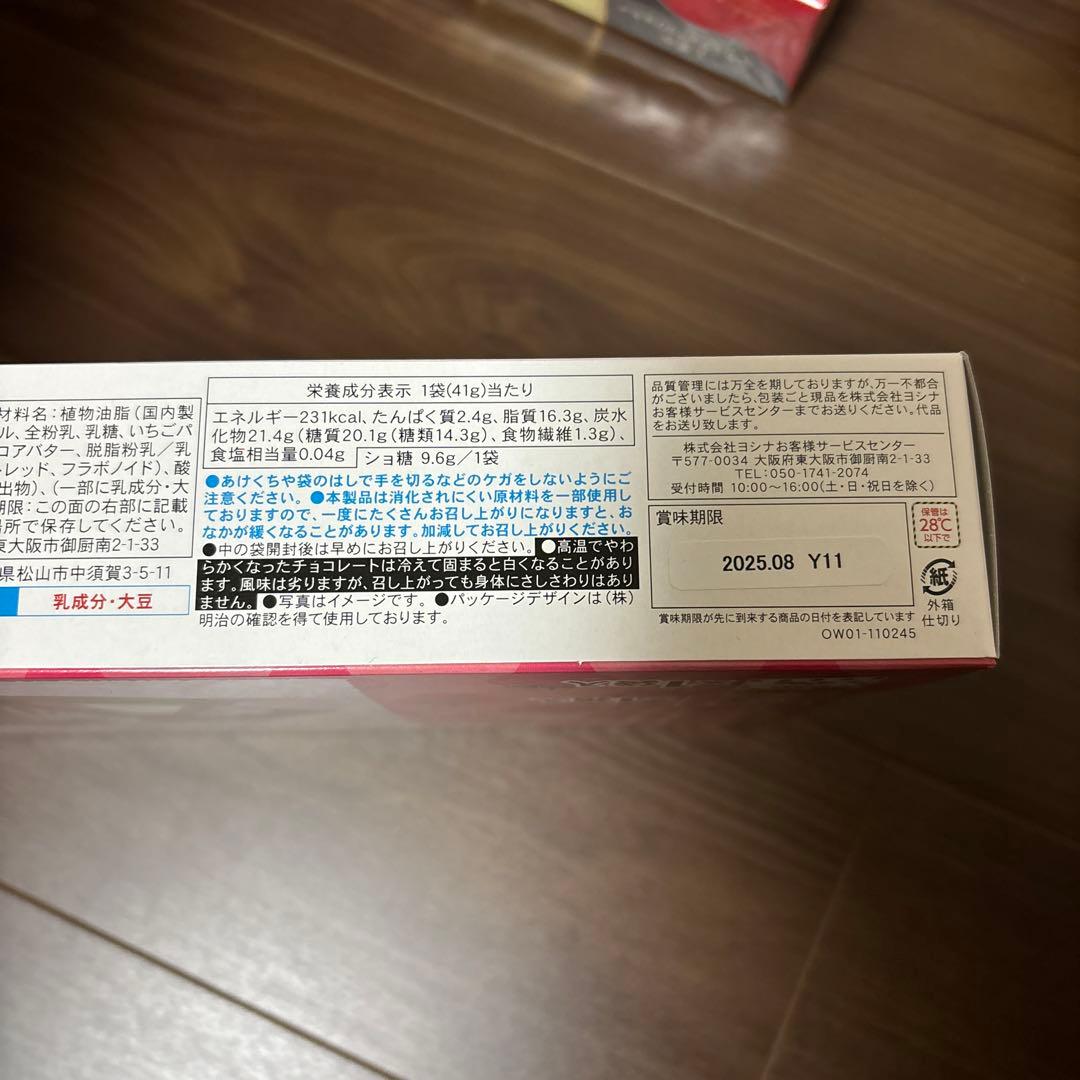 材料名：植物油脂（国内製
ル、全粉乳、乳糖、いちごパ
コアバター、脱脂粉乳／乳
レッド、フラボノイド）、酸
出物）、（一部に乳成分・大
期限：この面の右部に記載
場所で保存してください。
東大阪市御厨南2-1-33
県松山市中須賀3-5-11
乳成分・大豆
栄養成分表示 1袋(41g)当たり
エネルギー231kcal、たんぱく質2.4g、脂質16.3g、炭水
化物21.4g（糖質20.1g（糖類14.3g）、食物繊維1.3g）、
食塩相当量0.04g ショ糖 9.6g／1袋
●あけくちや袋のはしで手を切るなどのケガをしないようにご
注意ください。●本製品は消化されにくい原材料を一部使用し
ておりますので、一度にたくさんお召し上がりになりますと、お
なかが緩くなることがあります。加減してお召し上がりください。
●中の袋開封後は早めにお召し上がりください。●高温でやわ
らかくなったチョコレートは冷えて固まると白くなることがあり
ます。風味は劣りますが、召し上がっても身体にさしさわりはあり
ません。●写真はイメージです。●パッケージデザインは（株）
明治の確認を得て使用しております。
品質管理には万全を期しておりますが、万一不都合
がございましたら、包装ごと現品を株式会社ヨシナ
お客様サービスセンターまでお送りください。代品
をお送り致します。
株式会社ヨシナお客様サービスセンター
〒577-0034 大阪府東大阪市御厨南2-1-33
TEL：050-1741-2074
受付時間 10:00～16:00(土・日・祝日を除く)
賞味期限
2025.08 Y11
保管は
28℃
以下で
紙
外箱
仕切り
賞味期限が先に到来する商品の日付を表記しています
OW01-110245